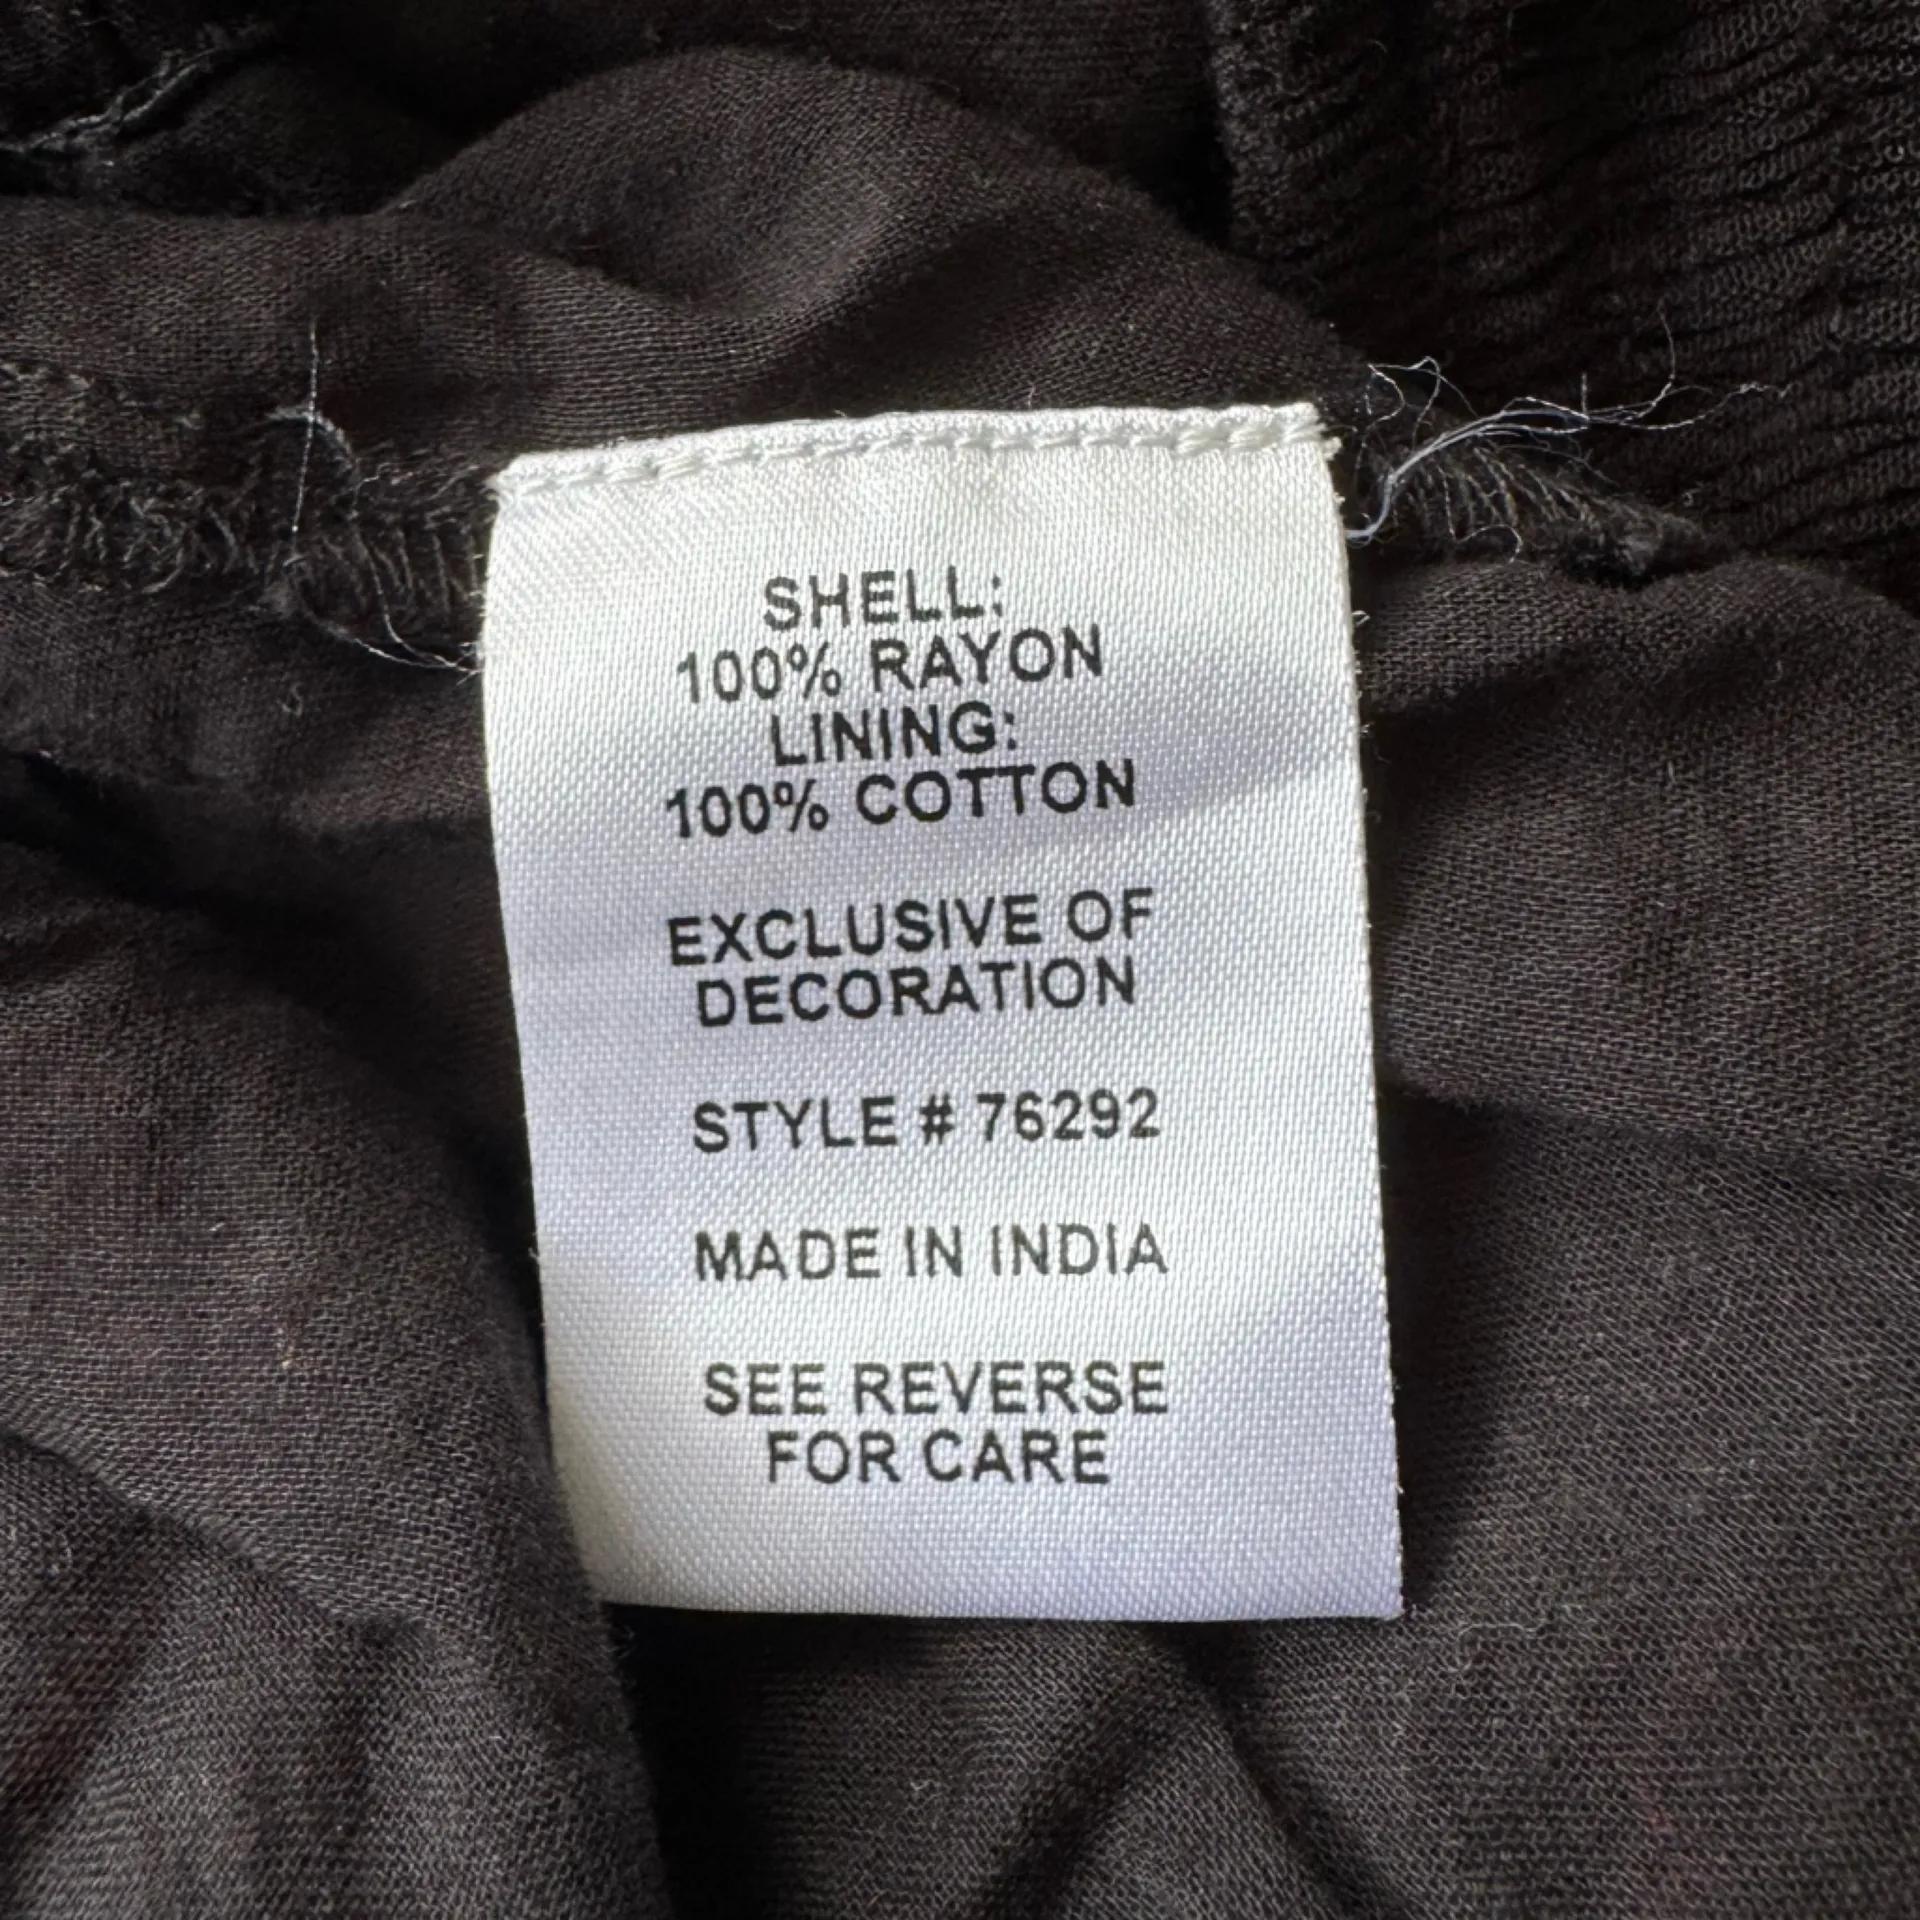 SHELL:
100% RAYON
LINING:
100% COTTON
EXCLUSIVE OF
DECORATION
STYLE # 76292
MADE IN INDIA
SEE REVERSE
FOR CARE